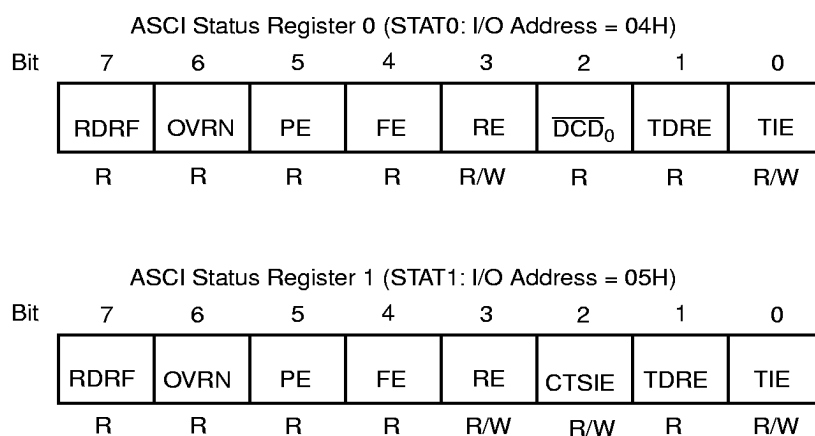 ASCI Status Register 0 (STAT0: I/O Address = 04H)
Bit 7 6 5 4 3 2 1 0
RDRF OVRN PE FE RE D̅C̅D̅₀ TDRE TIE
R R R R R/W R R R/W
ASCI Status Register 1 (STAT1: I/O Address = 05H)
Bit 7 6 5 4 3 2 1 0
RDRF OVRN PE FE RE CTSIE TDRE TIE
R R R R R/W R/W R R/W